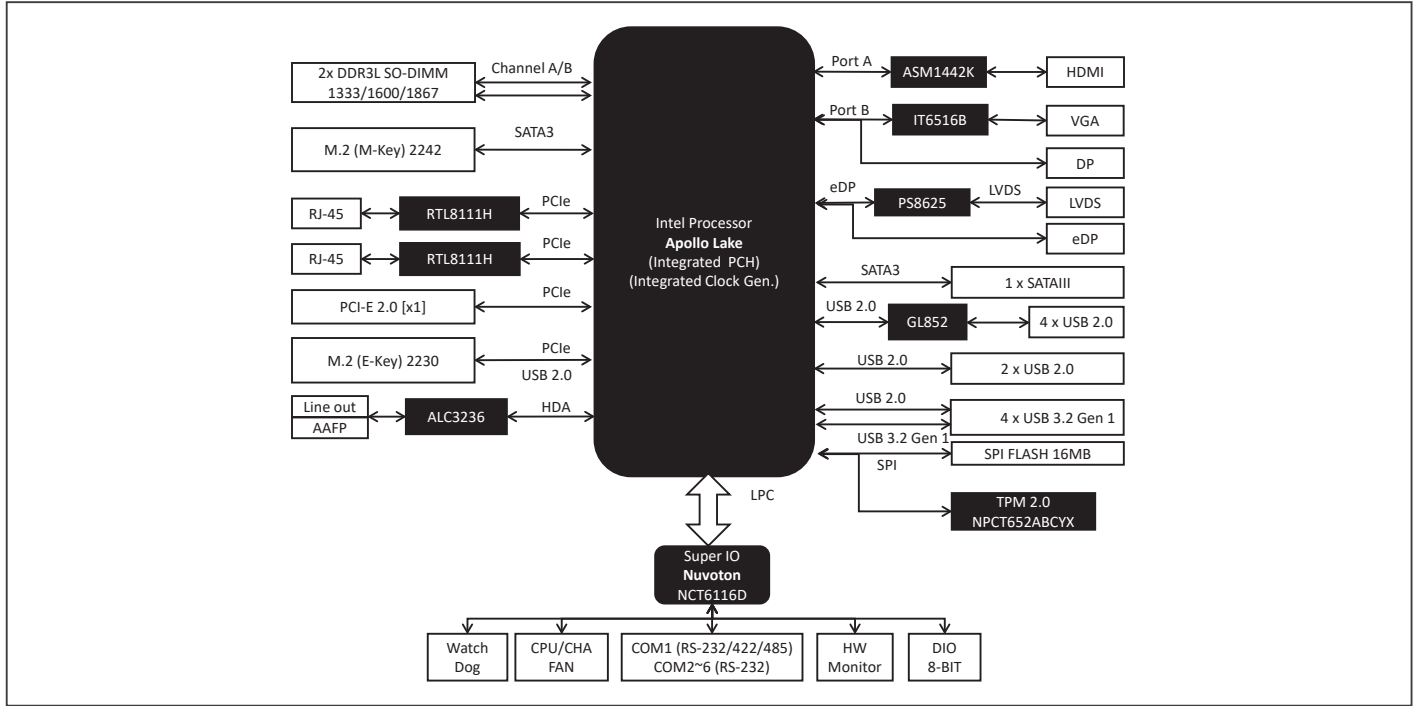 2x DDR3L SO-DIMM
1333/1600/1867
Channel A/B
M.2 (M-Key) 2242
SATA3
RJ-45
RTL8111H
PCIe
RJ-45
RTL8111H
PCIe
PCI-E 2.0 [x1]
PCIe
M.2 (E-Key) 2230
PCIe
USB 2.0
Line out
AAFP
ALC3236
HDA
Intel Processor
Apollo Lake
(Integrated PCH)
(Integrated Clock Gen.)
Port A
ASM1442K
HDMI
Port B
IT6516B
VGA
DP
eDP
PS8625
LVDS
LVDS
eDP
SATA3
1 x SATAIII
USB 2.0
GL852
4 x USB 2.0
USB 2.0
2 x USB 2.0
USB 2.0
4 x USB 3.2 Gen 1
USB 3.2 Gen 1
SPI FLASH 16MB
SPI
TPM 2.0
NPCT652ABCYX
LPC
Super IO
Nuvoton
NCT6116D
Watch
Dog
CPU/CHA
FAN
COM1 (RS-232/422/485)
COM2~6 (RS-232)
HW
Monitor
DIO
8-BIT